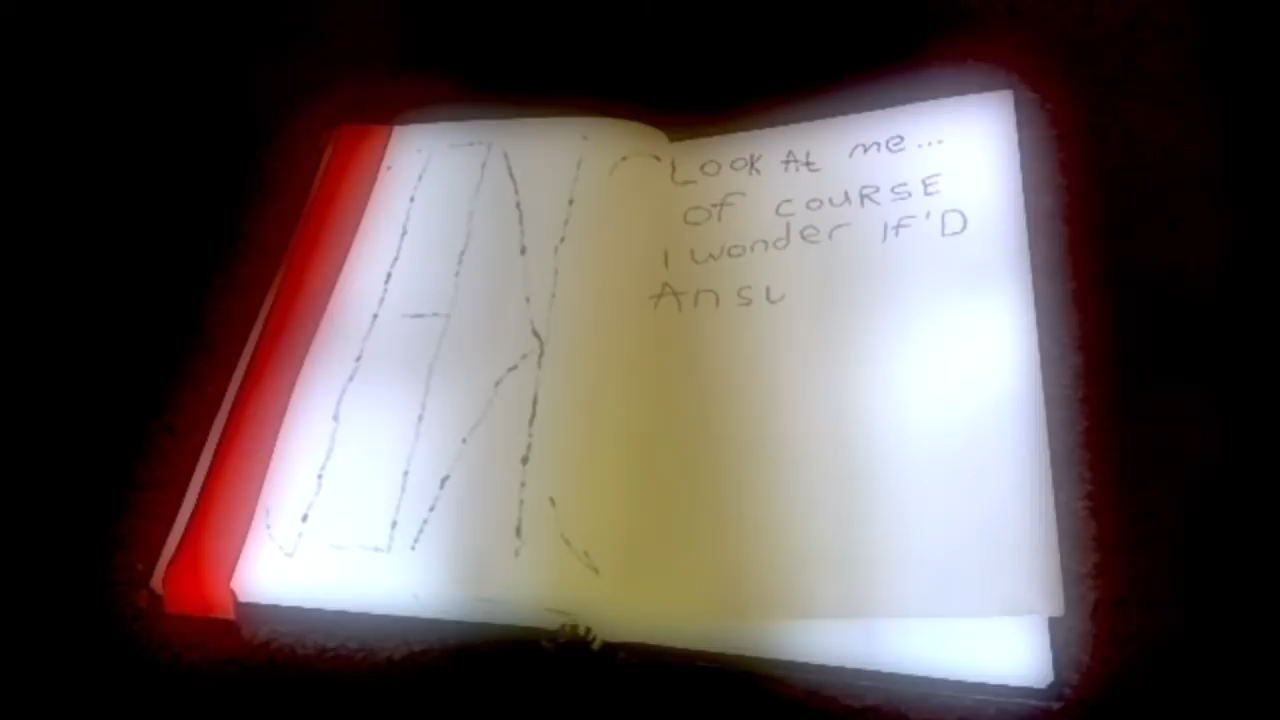 Look At me...
of course
I wonder If'D
Ansu